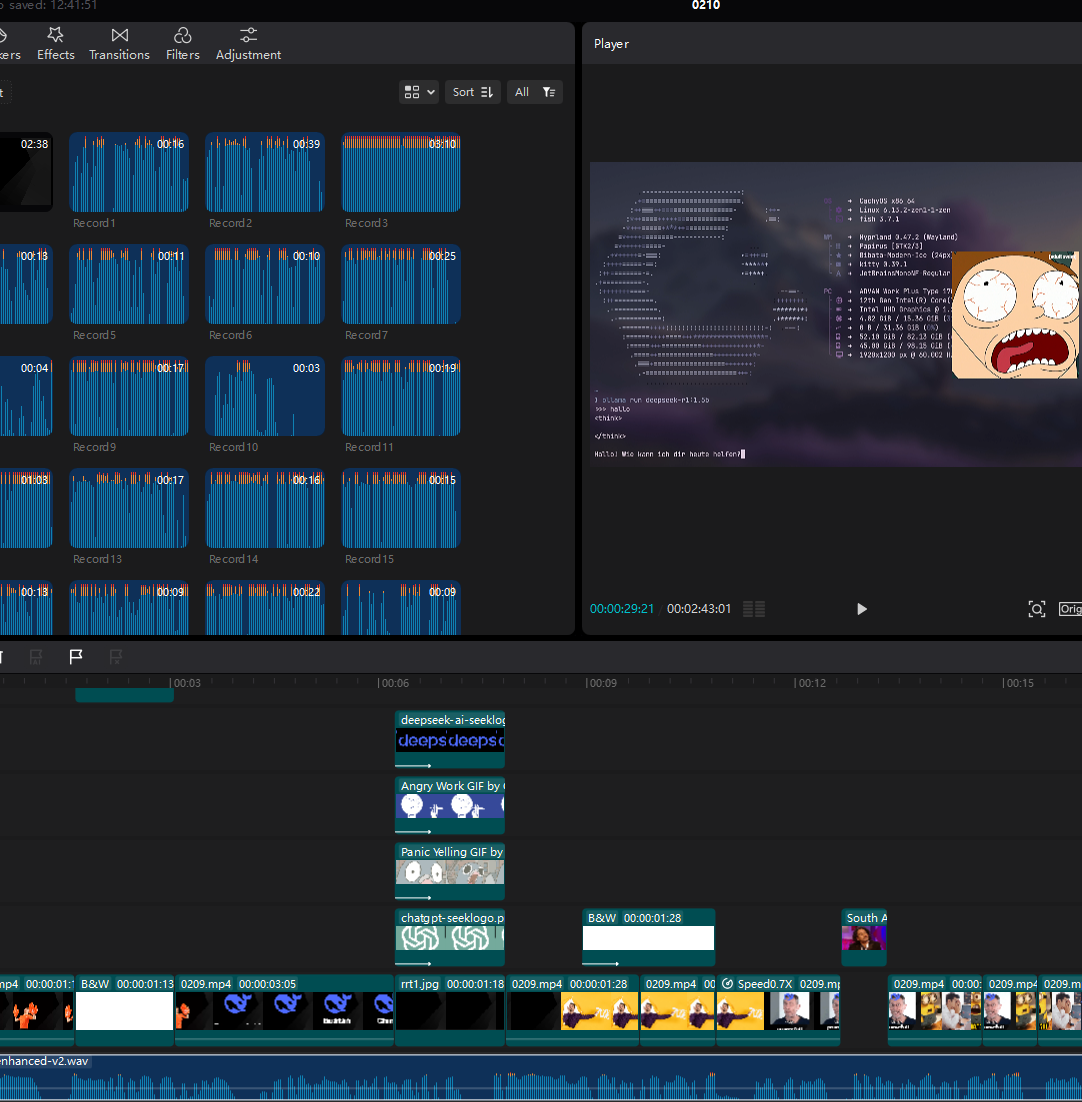 saved: 12:41:51
0210
kers
Effects
Transitions
Filters
Adjustment
Player
Sort
All
02:38
00:16
00:39
03:10
Record1
Record2
Record3
00:13
00:11
00:10
00:25
Record5
Record6
Record7
00:04
00:17
00:03
00:19
Record9
Record10
Record11
01:03
00:17
00:16
00:15
Record13
Record14
Record15
00:13
00:09
00:22
00:09
→ CachyOS x86_64
→ Linux 6.13.2-zen1-1-zen
→ fish 3.7.1
WM → Hyprland 0.47.2 (Wayland)
→ Papirus [GTK2/3]
→ Bibata-Modern-Ice (24px)
→ kitty 0.39.1
→ JetBrainsMonoNF-Regular
PC → ADVAN Work Plus Type 17
→ 12th Gen Intel(R) Core(
→ Intel UHD Graphics @ 1.
→ 4.82 GiB / 15.36 GiB (
→ 0 B / 31.36 GiB (0%)
→ 52.10 GiB / 82.13 GiB (
→ 45.00 GiB / 98.15 GiB (
→ 1920x1200 px @ 60.002 H
[adult swim]
) ollama run deepseek-r1:1.5b
>>> hallo
<think>
</think>
Hallo! Wie kann ich dir heute helfen?
00:00:29:21 / 00:02:43:01
Orig
00:03
00:06
00:09
00:12
00:15
deepseek-ai-seeklog
deeps deeps d
Angry Work GIF by
Panic Yelling GIF by
chatgpt-seeklogo.p
B&W 00:00:01:28
South A
mp4 00:00:01:1
B&W 00:00:01:13
0209.mp4 00:00:03:05
rrt1.jpg 00:00:01:18
0209.mp4 00:00:01:28
0209.mp4 00
Speed0.7X 0209.mp
0209.mp4 00:00:
0209.mp4
0209.m
enhanced-v2.wav